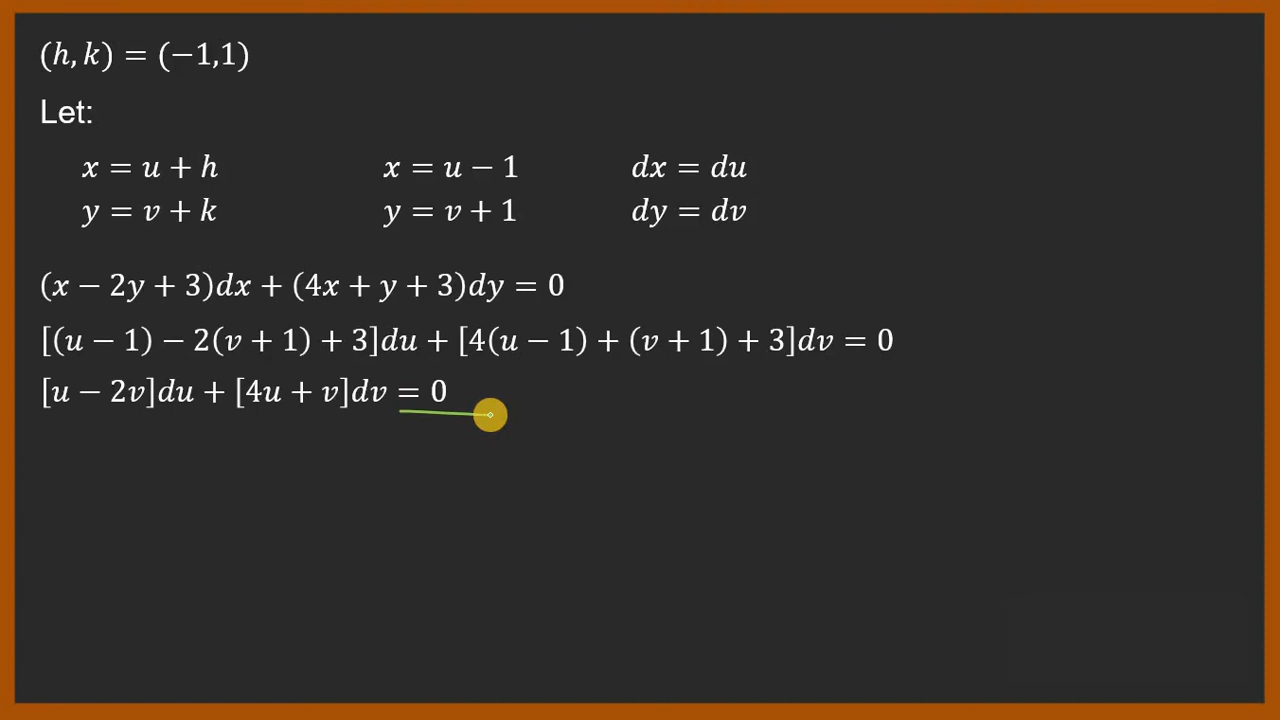 (h, k) = (−1,1)
Let:
x = u + h x = u − 1 dx = du
y = v + k y = v + 1 dy = dv
(x − 2y + 3)dx + (4x + y + 3)dy = 0
[(u − 1) − 2(v + 1) + 3]du + [4(u − 1) + (v + 1) + 3]dv = 0
[u − 2v]du + [4u + v]dv = 0